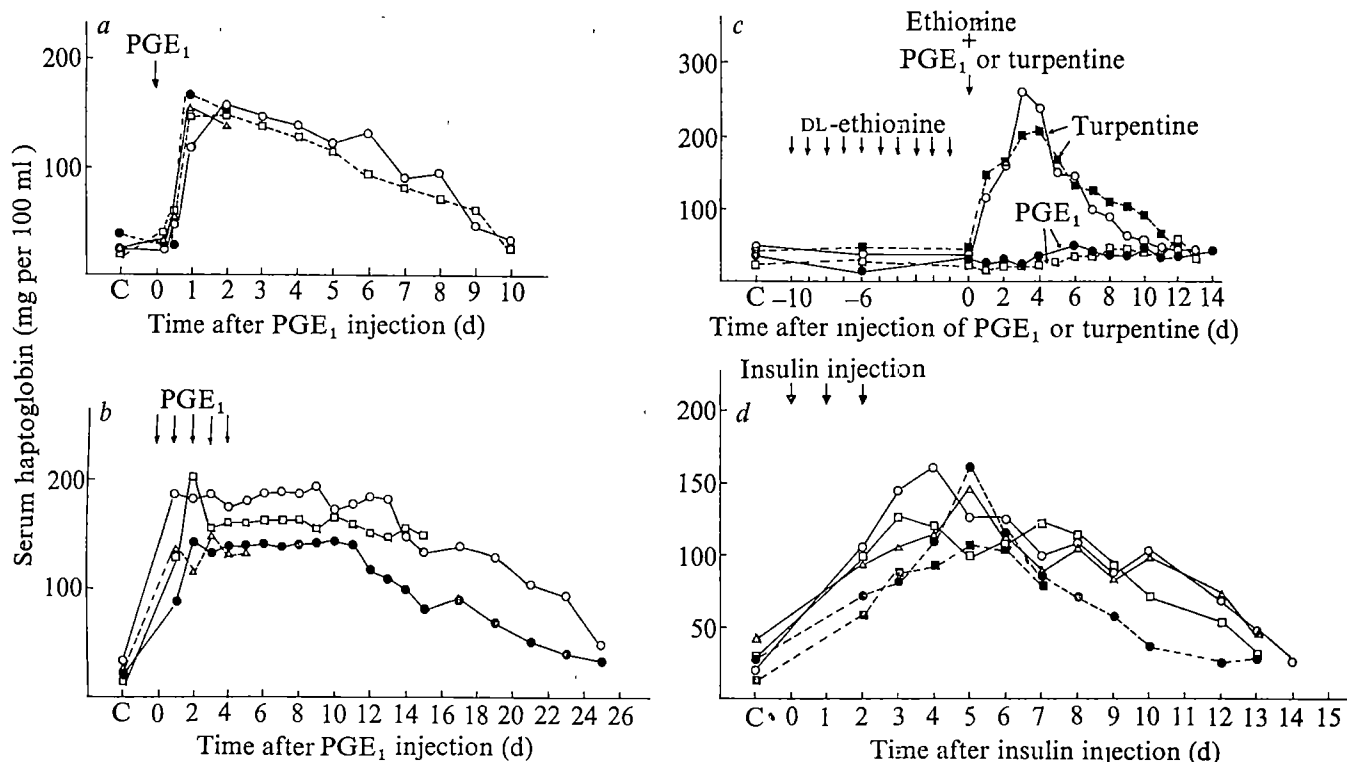 Serum haptoglobin (mg per 100 ml)
a
PGE₁
200
100
C 0 1 2 3 4 5 6 7 8 9 10
Time after PGE₁ injection (d)
b
PGE₁
200
100
C 0 2 4 6 8 10 12 14 16 18 20 22 24 26
Time after PGE₁ injection (d)
c
Ethionine
+
PGE₁ or turpentine
300
DL-ethionine
Turpentine
200
PGE₁
100
C –10 –6 0 2 4 6 8 10 12 14
Time after injection of PGE₁ or turpentine (d)
Insulin injection
d
200
150
100
50
C 0 1 2 3 4 5 6 7 8 9 10 11 12 13 14 15
Time after insulin injection (d)